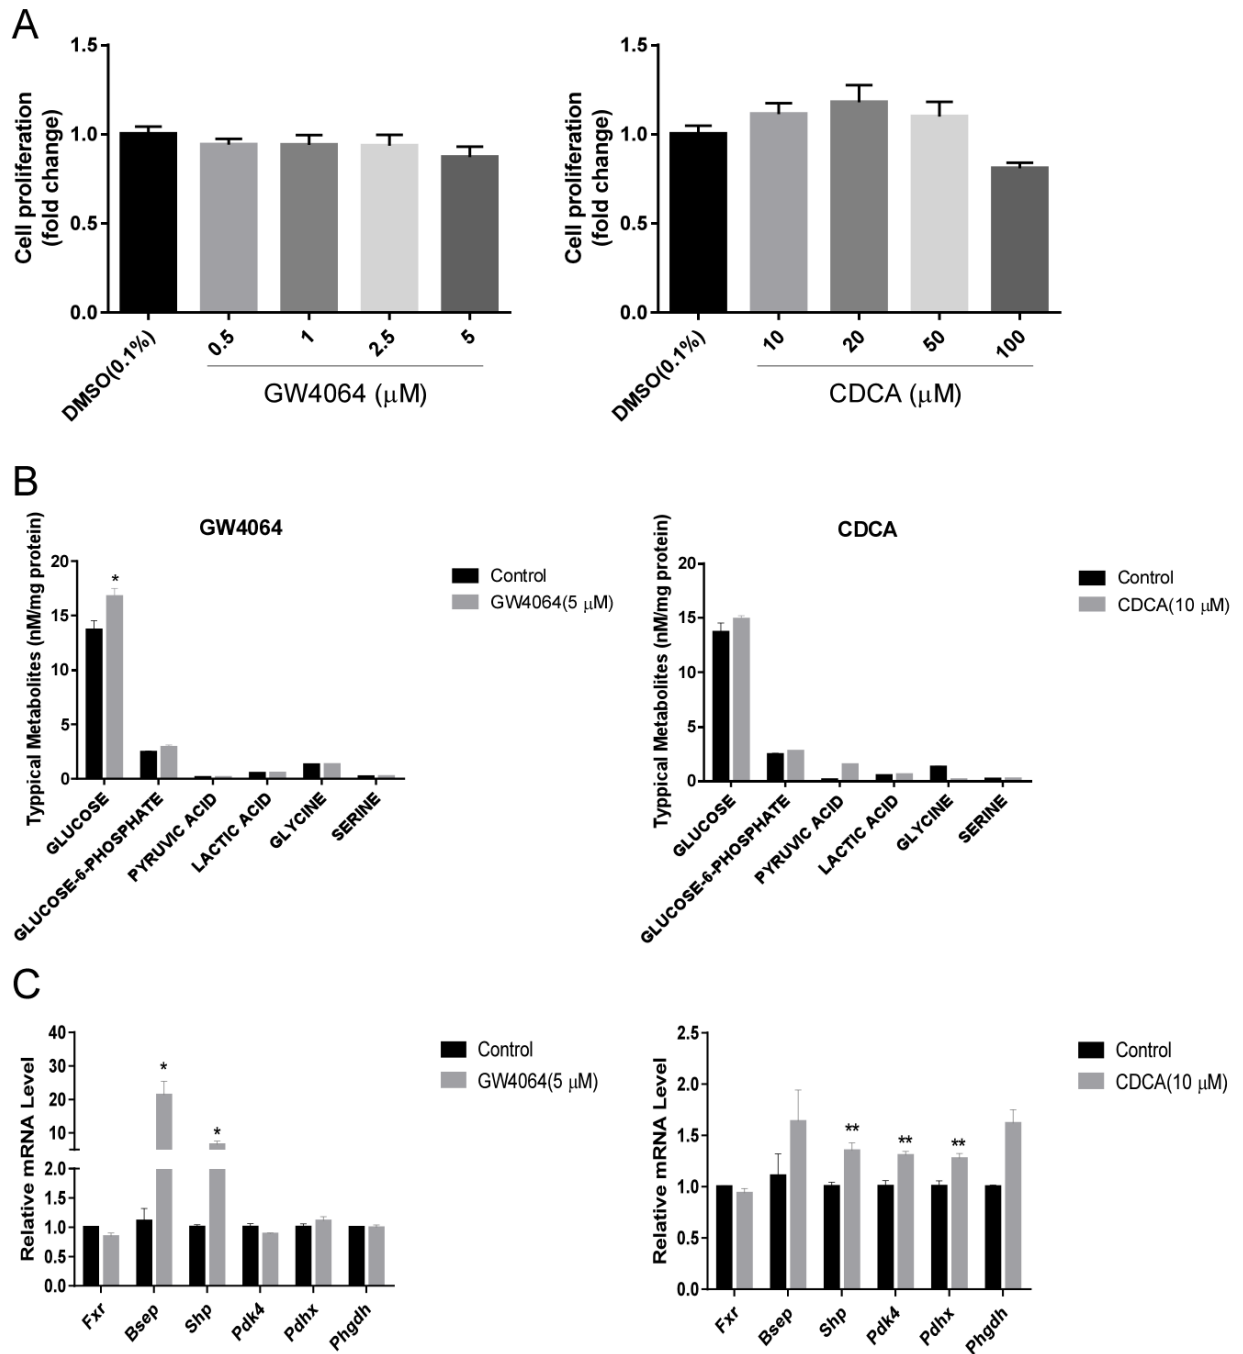 A
Cell proliferation
(fold change)
1.5
1.0
0.5
0.0
DMSO(0.1%)
0.5
1
2.5
5
GW4064 (μM)
Cell proliferation
(fold change)
1.5
1.0
0.5
0.0
DMSO(0.1%)
10
20
50
100
CDCA (μM)
B
GW4064
Typpical Metabolites (nM/mg protein)
20
15
10
5
0
*
Control
GW4064(5 μM)
GLUCOSE
GLUCOSE-6-PHOSPHATE
PYRUVIC ACID
LACTIC ACID
GLYCINE
SERINE
CDCA
Typpical Metabolites (nM/mg protein)
20
15
10
5
0
Control
CDCA(10 μM)
GLUCOSE
GLUCOSE-6-PHOSPHATE
PYRUVIC ACID
LACTIC ACID
GLYCINE
SERINE
C
Relative mRNA Level
40
30
20
10
2.0
1.5
1.0
0.5
0.0
*
*
Control
GW4064(5 μM)
Fxr
Bsep
Shp
Pdk4
Pdhx
Phgdh
Relative mRNA Level
2.5
2.0
1.5
1.0
0.5
0.0
**
**
**
Control
CDCA(10 μM)
Fxr
Bsep
Shp
Pdk4
Pdhx
Phgdh